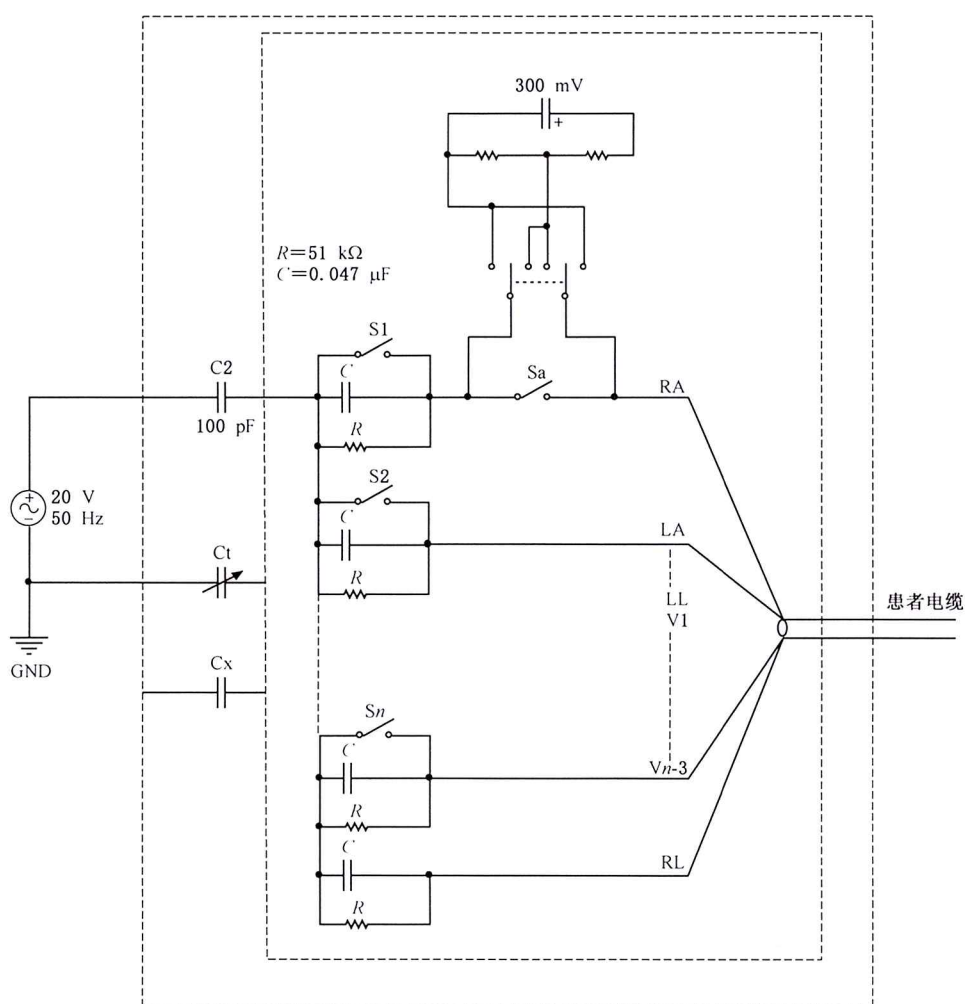 300 mV
+
R=51 kΩ
C=0.047 μF
S1
C2
C
Sa
RA
100 pF
R
S2
20 V
50 Hz
C
LA
Ct
R
LL
V1
患者电缆
GND
Cx
Sn
C
Vn-3
R
C
RL
R